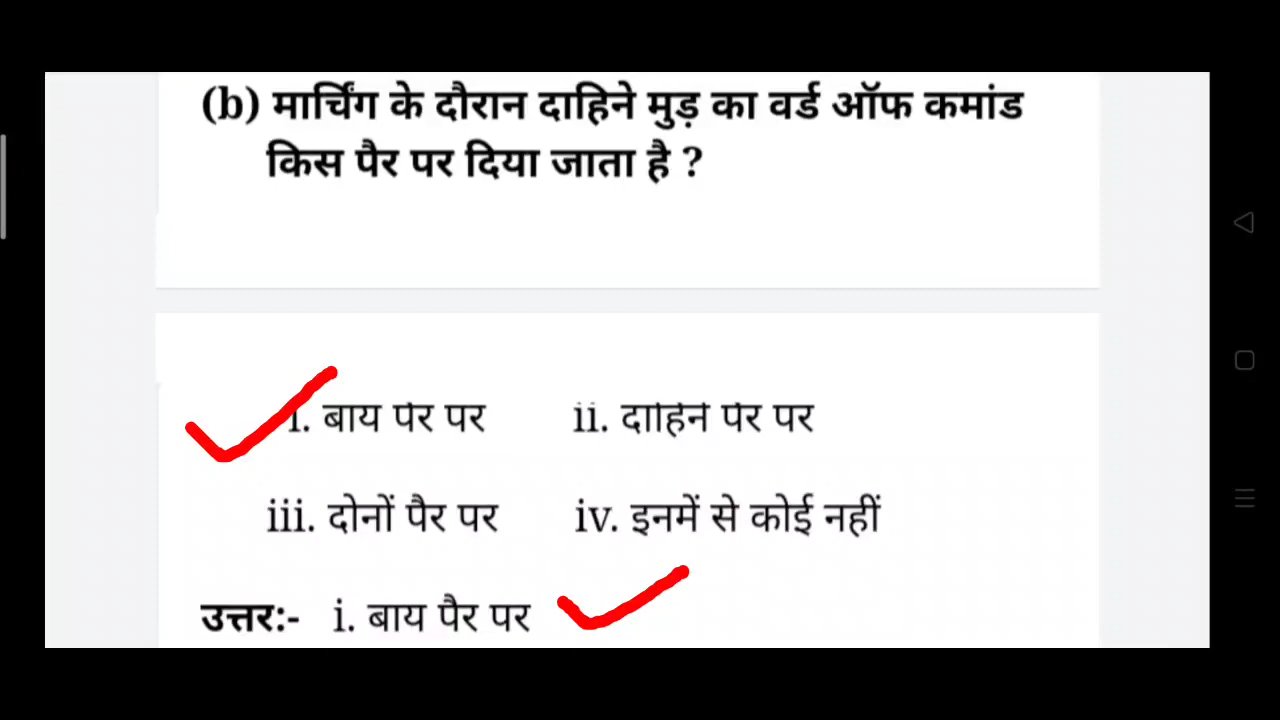 (b) मार्चिंग के दौरान दाहिने मुड़ का वर्ड ऑफ कमांड
किस पैर पर दिया जाता है ?
i. बाय पैर पर ii. दाहिने पैर पर
iii. दोनों पैर पर iv. इनमें से कोई नहीं
उत्तर:- i. बाय पैर पर